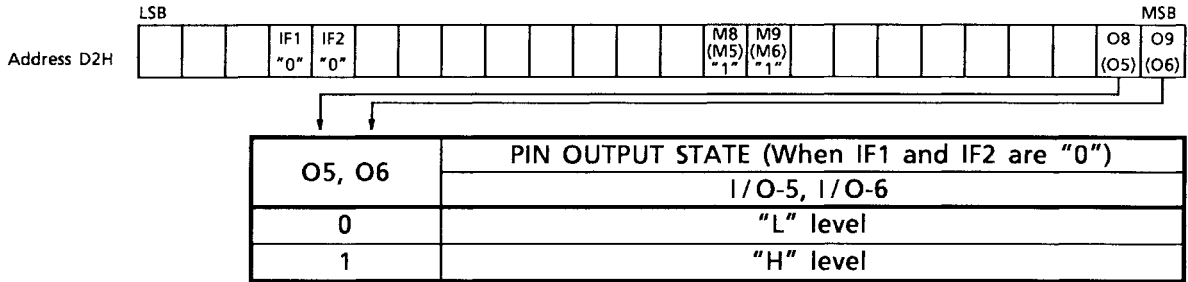 LSB MSB
Address D2H IF1 IF2 M8 M9 O8 O9
"0" "0" (M5) (M6) (O5) (O6)
"1" "1"
O5, O6 PIN OUTPUT STATE (When IF1 and IF2 are "0")
I/O-5, I/O-6
0 "L" level
1 "H" level